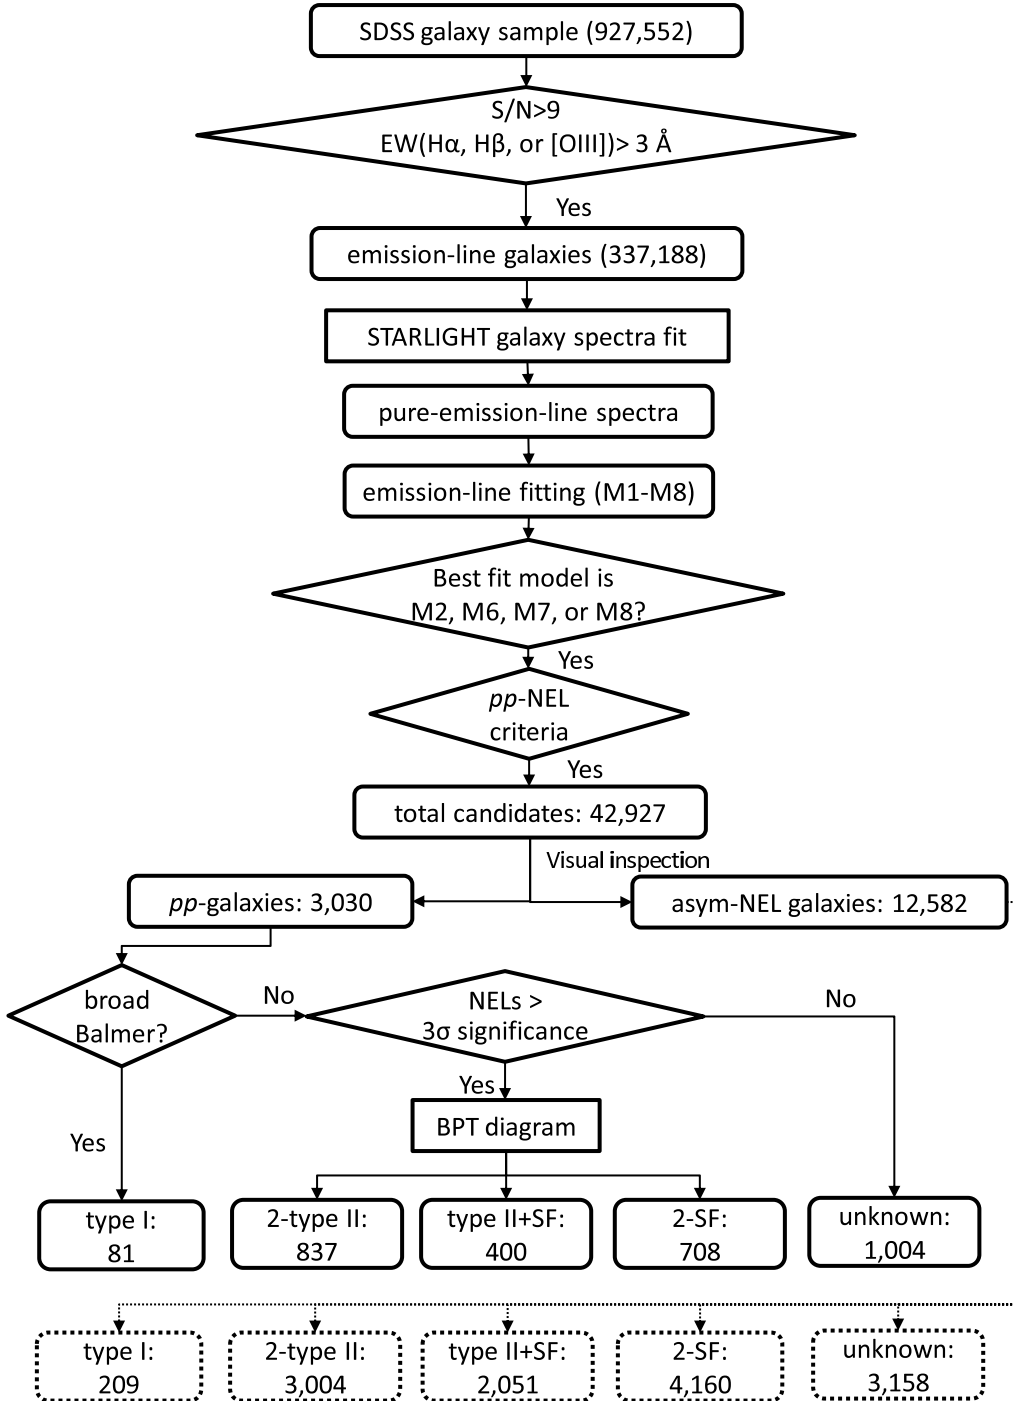 SDSS galaxy sample (927,552)
S/N>9
EW(Hα, Hβ, or [OIII])> 3 Å
Yes
emission-line galaxies (337,188)
STARLIGHT galaxy spectra fit
pure-emission-line spectra
emission-line fitting (M1-M8)
Best fit model is
M2, M6, M7, or M8?
Yes
pp-NEL
criteria
Yes
total candidates: 42,927
Visual inspection
pp-galaxies: 3,030
asym-NEL galaxies: 12,582
broad
Balmer?
No
NELs >
3σ significance
No
Yes
BPT diagram
Yes
type I:
81
2-type II:
837
type II+SF:
400
2-SF:
708
unknown:
1,004
type I:
209
2-type II:
3,004
type II+SF:
2,051
2-SF:
4,160
unknown:
3,158